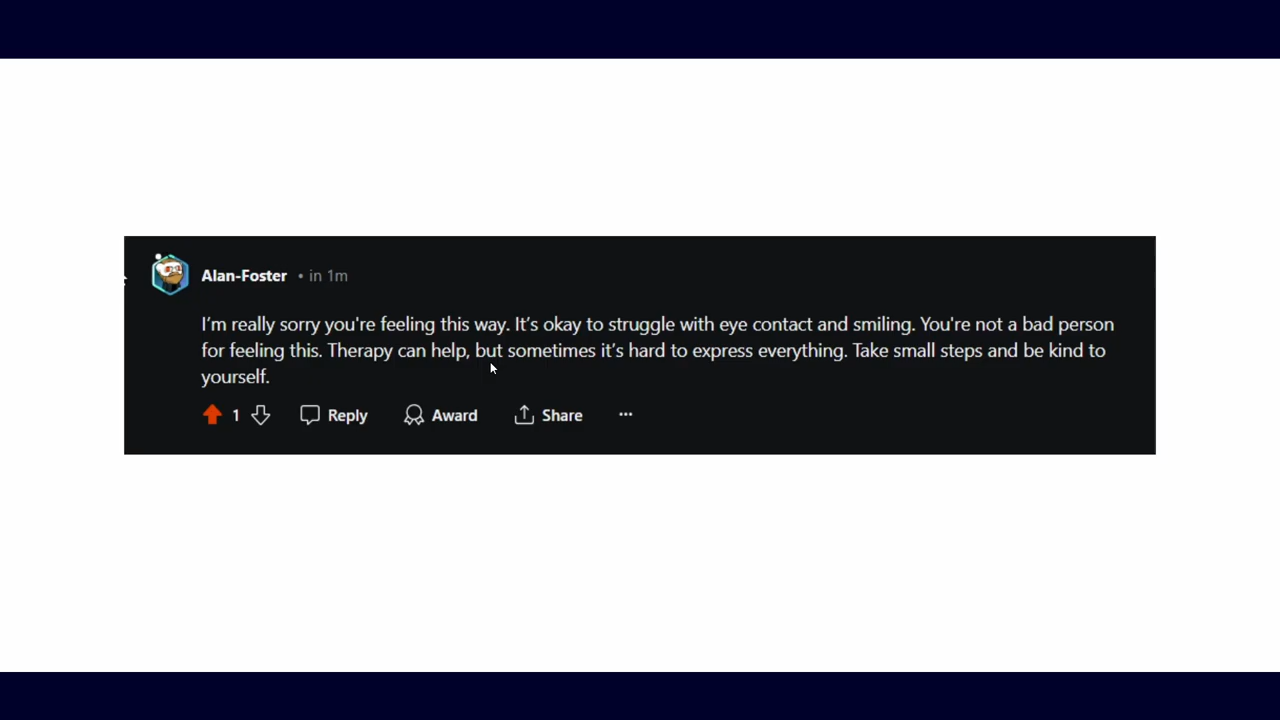 Alan-Foster • in 1m
I'm really sorry you're feeling this way. It's okay to struggle with eye contact and smiling. You're not a bad person
for feeling this. Therapy can help, but sometimes it's hard to express everything. Take small steps and be kind to
yourself.
1 Reply Award Share ...